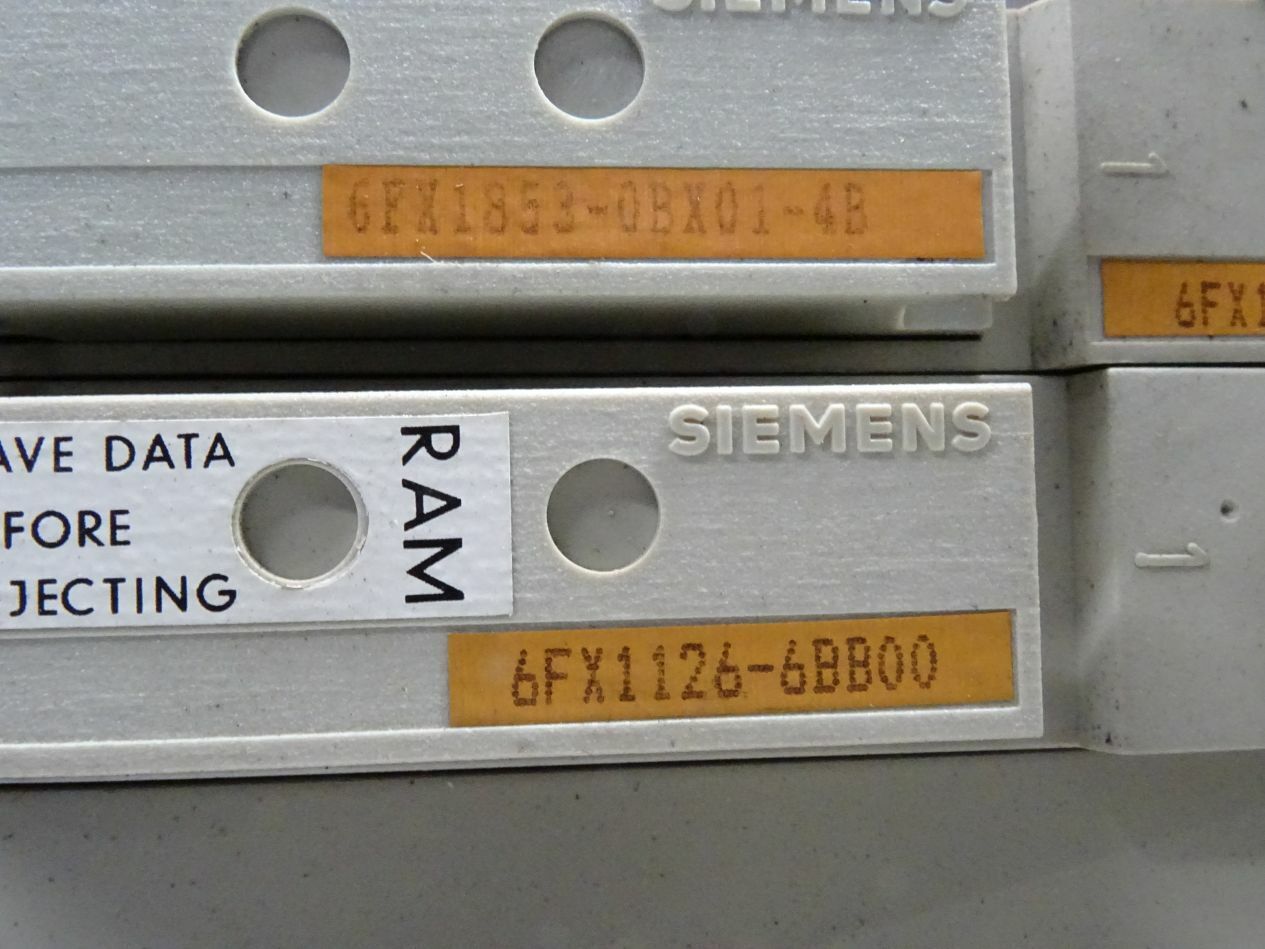 SIEMENS
6FX1853-0BX01-4B
1
6FX1
SIEMENS
AVE DATA
FORE
JECTING
RAM
1
6FX1126-6BB00